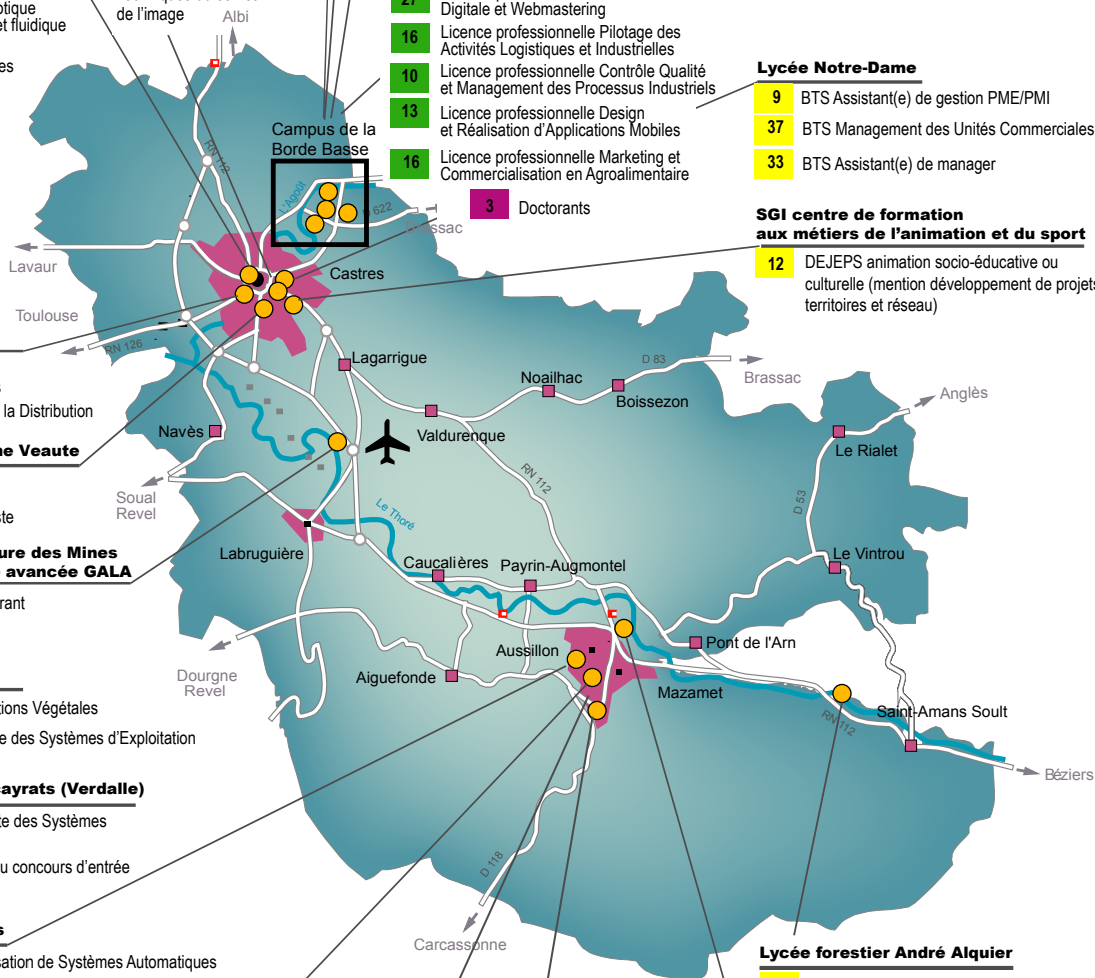 otique
et fluidique
es
de l'image
Albi
27
Digitale et Webmastering
16 Licence professionnelle Pilotage des
Activités Logistiques et Industrielles
10 Licence professionnelle Contrôle Qualité
et Management des Processus Industriels
13 Licence professionnelle Design
et Réalisation d'Applications Mobiles
16 Licence professionnelle Marketing et
Commercialisation en Agroalimentaire
3 Doctorants
Lycée Notre-Dame
9 BTS Assistant(e) de gestion PME/PMI
37 BTS Management des Unités Commerciales
33 BTS Assistant(e) de manager
SGI centre de formation
aux métiers de l'animation et du sport
12 DEJEPS animation socio-éducative ou
culturelle (mention développement de projets
territoires et réseau)
Campus de la
Borde Basse
RN 112
L'Agoût
622
Brassac
Lavaur
Castres
Toulouse
RN 126
s
la Distribution
ne Veaute
Lagarrigue
Noailhac
D 83
Brassac
Boissezon
Anglès
Navès
Valdurenque
Le Rialet
Soual
Revel
RN 112
D 53
ste
Le Thoré
ure des Mines
avancée GALA
Labruguière
Caucalières
Payrin-Augmontel
Le Vintrou
rant
Aussillon
Pont de l'Arn
Dourgne
Revel
Aiguefonde
Mazamet
tions Végétales
RN 112
Saint-Amans Soult
e des Systèmes d'Exploitation
Béziers
ayrats (Verdalle)
te des Systèmes
u concours d'entrée
D 118
s
Carcassonne
sation de Systèmes Automatiques
Lycée forestier André Alquier